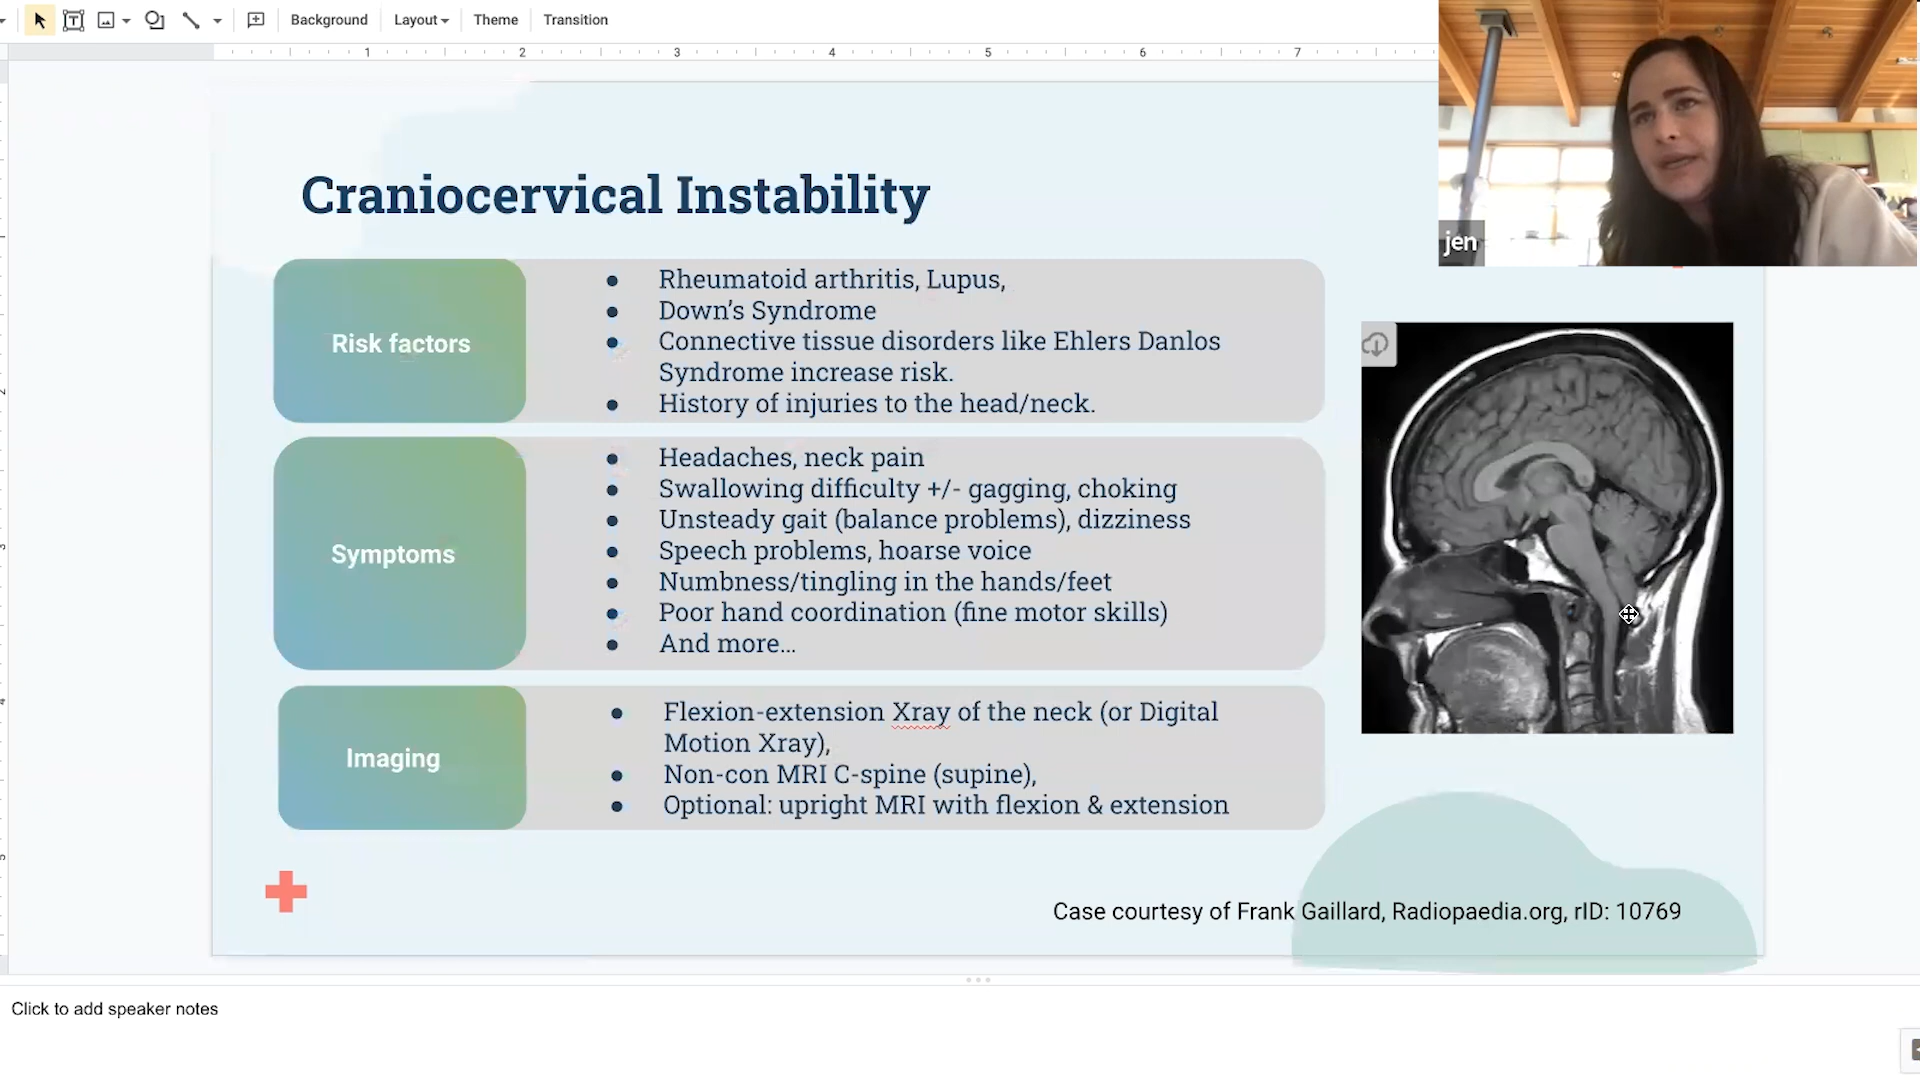 Background Layout Theme Transition
1 2 3 4 5 6 7
jen
Craniocervical Instability
Risk factors
● Rheumatoid arthritis, Lupus,
● Down’s Syndrome
● Connective tissue disorders like Ehlers Danlos
Syndrome increase risk.
● History of injuries to the head/neck.
Symptoms
● Headaches, neck pain
● Swallowing difficulty +/- gagging, choking
● Unsteady gait (balance problems), dizziness
● Speech problems, hoarse voice
● Numbness/tingling in the hands/feet
● Poor hand coordination (fine motor skills)
● And more...
Imaging
● Flexion-extension Xray of the neck (or Digital
Motion Xray),
● Non-con MRI C-spine (supine),
● Optional: upright MRI with flexion & extension
Case courtesy of Frank Gaillard, Radiopaedia.org, rID: 10769
Click to add speaker notes